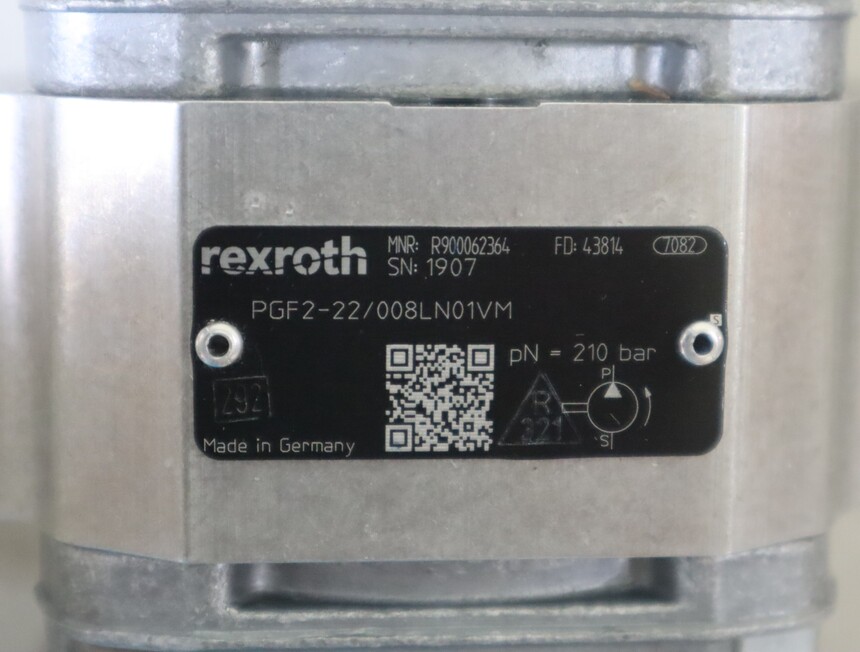 rexroth
MNR: R900062364 FD: 43814 7082
SN: 1907
PGF2-22/008LN01VM
S
pN = 210 bar
P
292
R
321
S
Made in Germany